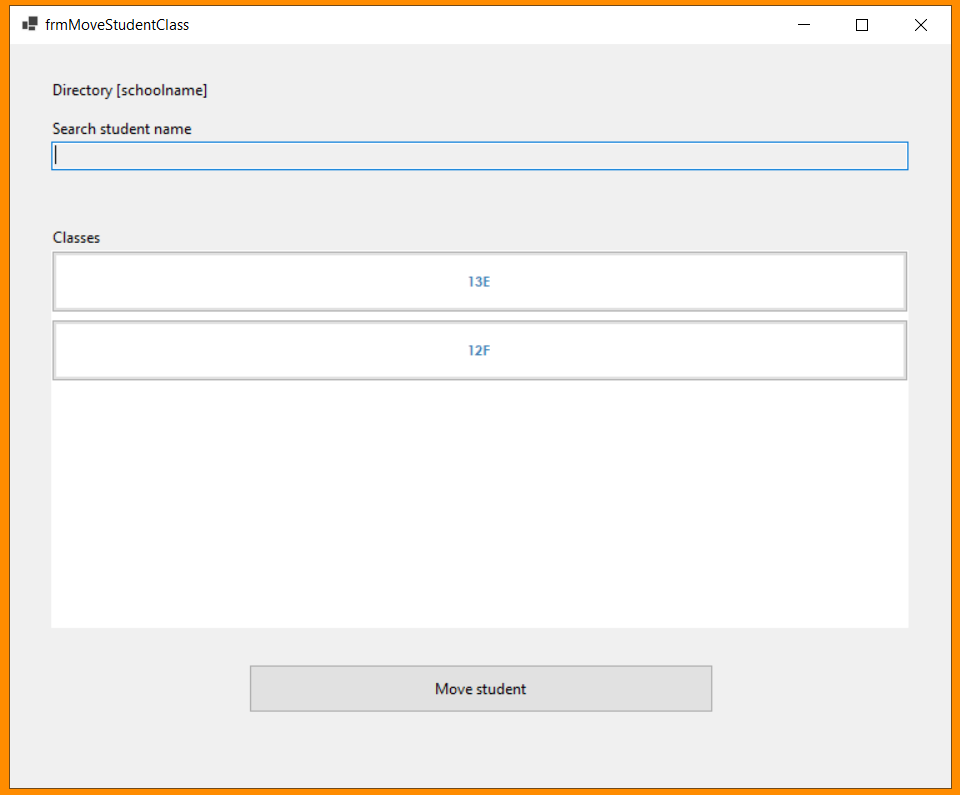 frmMoveStudentClass
Directory [schoolname]
Search student name
Classes
13E
12F
Move student